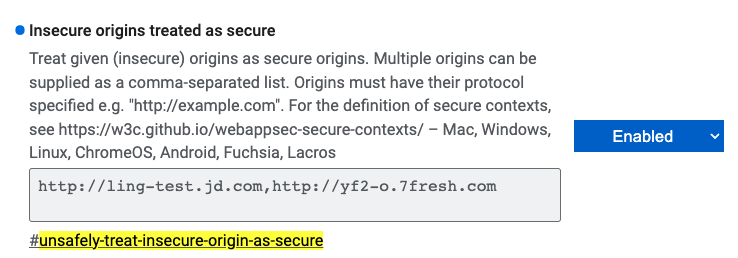 Insecure origins treated as secure
Treat given (insecure) origins as secure origins. Multiple origins can be
supplied as a comma-separated list. Origins must have their protocol
specified e.g. "http://example.com". For the definition of secure contexts,
see https://w3c.github.io/webappsec-secure-contexts/ – Mac, Windows,
Linux, ChromeOS, Android, Fuchsia, Lacros
Enabled
http://ling-test.jd.com,http://yf2-o.7fresh.com
#unsafely-treat-insecure-origin-as-secure